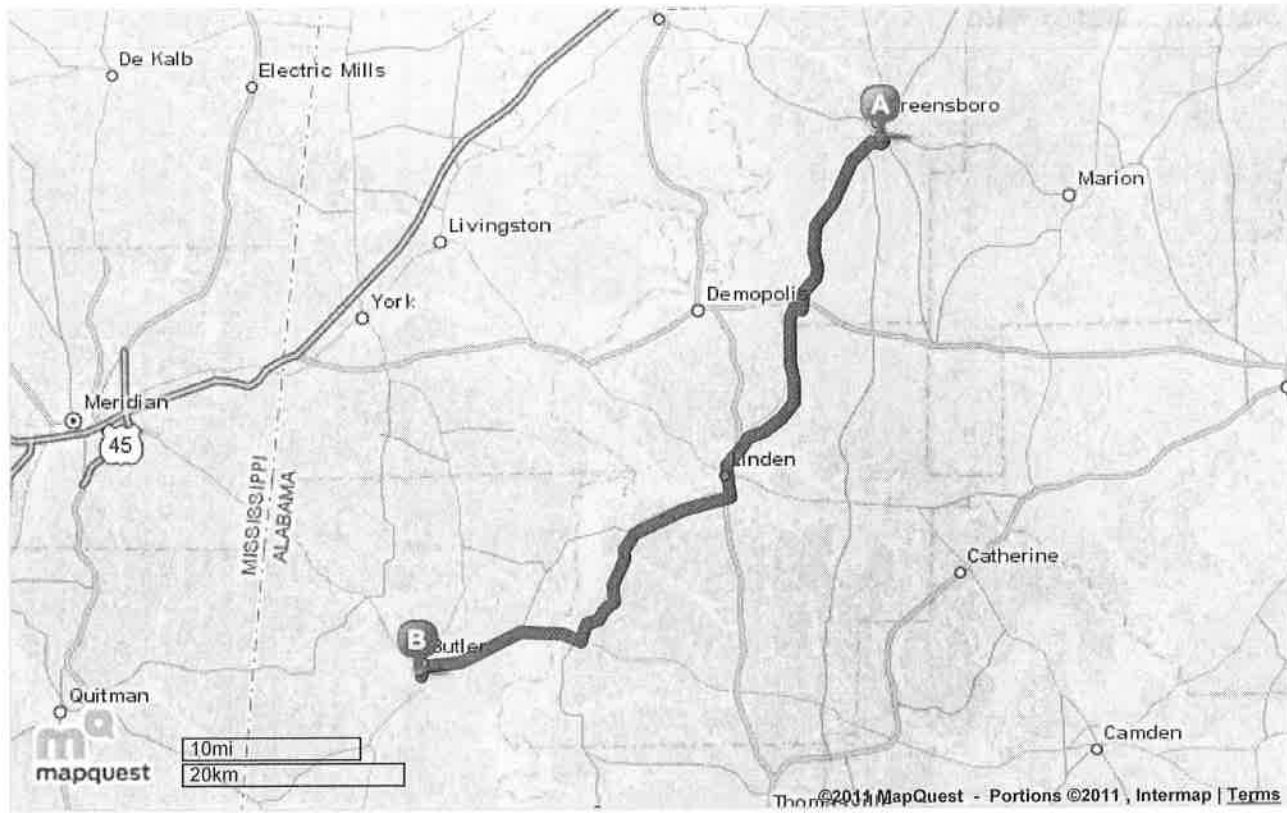 De Kalb
Electric Mills
A
reensboro
Marion
Livingston
York
Demopolis
Meridian
45
Linden
MISSISSIPPI
ALABAMA
Catherine
B
Butler
Quitman
Camden
mq
mapquest
10mi
20km
©2011 MapQuest - Portions ©2011 , Intermap | Terms